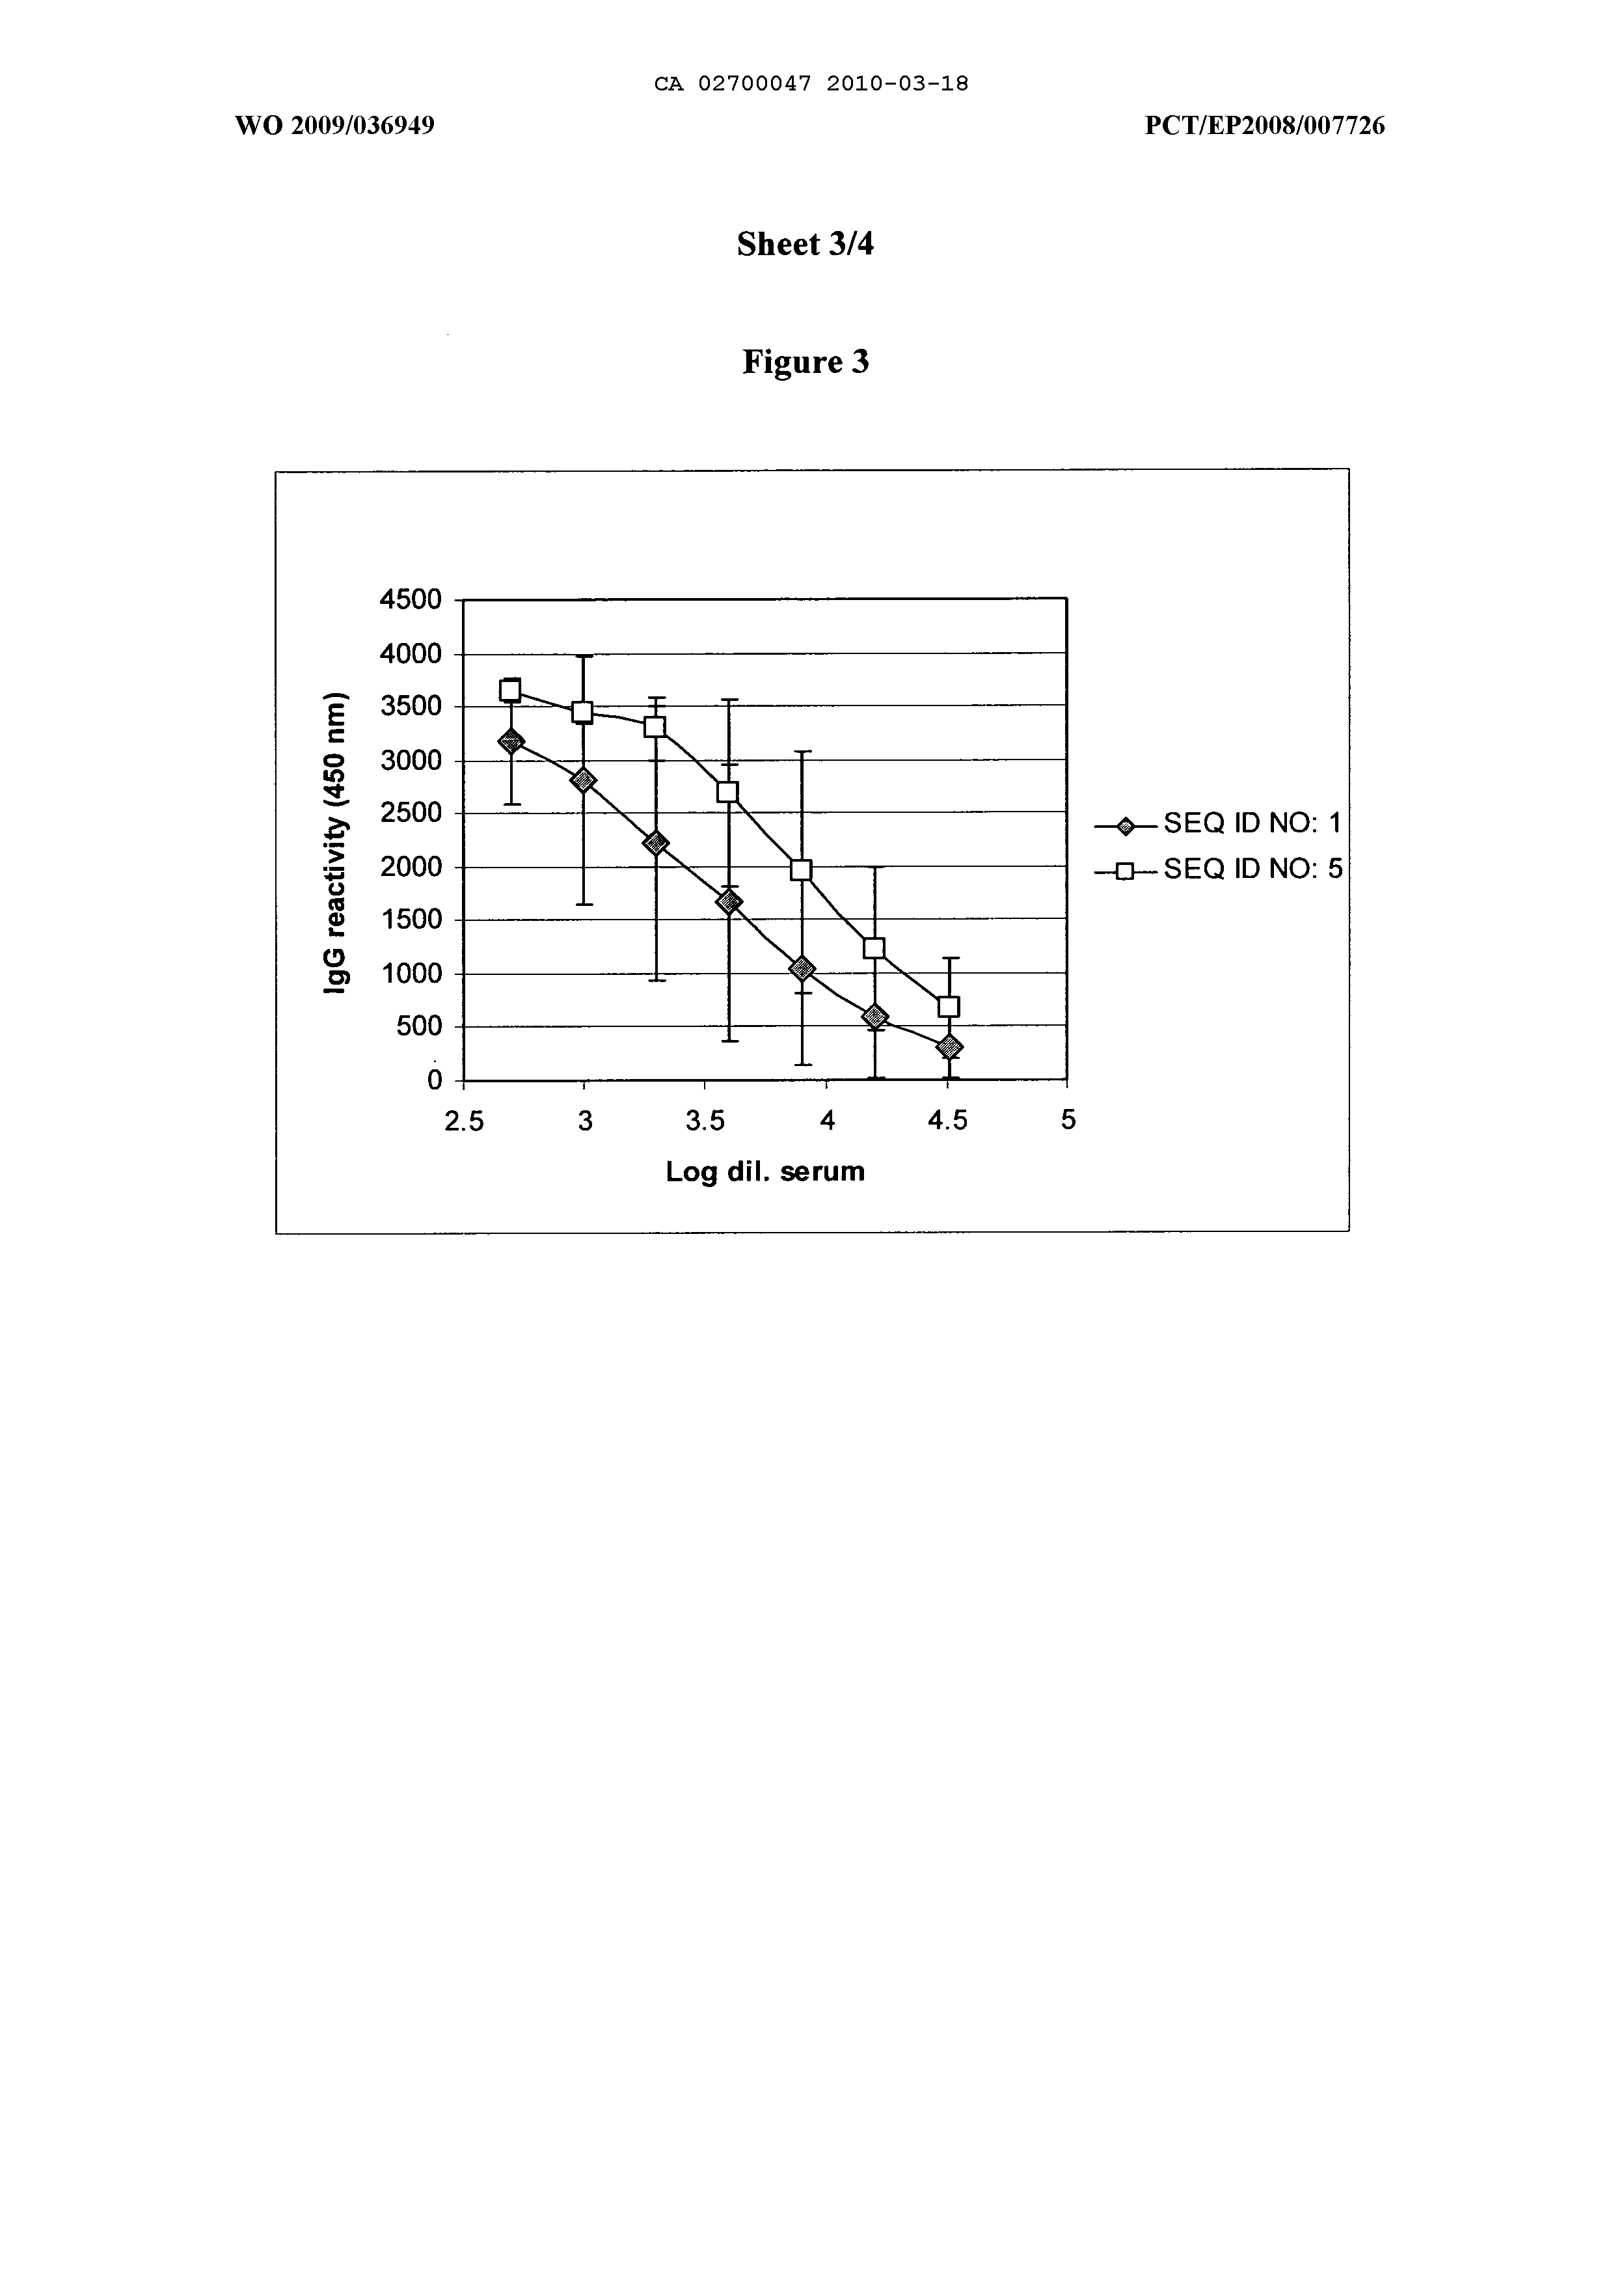 CA 02700047 2010-03-18
WO 2009/036949 PCT/EP2008/007726
Sheet 3/4
Figure 3
IgG reactivity (450 nm)
4500
4000
3500
3000
2500
2000
1500
1000
500
0
2.5 3 3.5 4 4.5 5
Log dil. serum
SEQ ID NO: 1
SEQ ID NO: 5